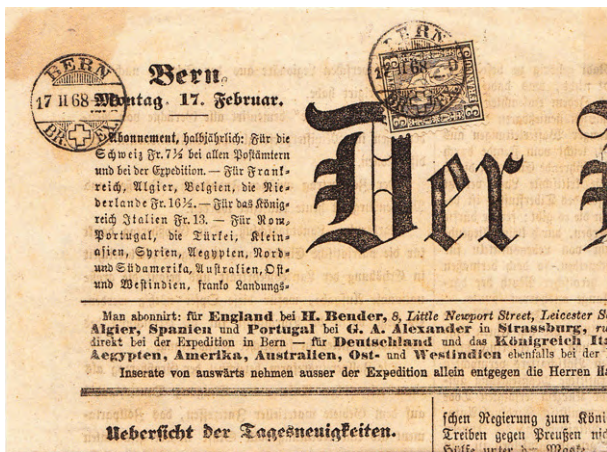 BERN
17 II 68
BR. EX
Bern.
Montag 17. Februar.
Abonnement, halbjährlich: Für die
Schweiz Fr. 7½ bei allen Postämtern
und bei der Expedition. — Für Frank-
reich, Algier, Belgien, die Nie-
derlande Fr. 16½. — Für das König-
reich Italien Fr. 13. — Für Rom,
Portugal, die Türkei, Klein-
asien, Syrien, Aegypten, Nord-
und Südamerika, Australien, Ost-
und Westindien, franko Landungs-
BERN
17 II 68
Der
Man abonnirt: für England bei H. Bender, 8, Little Newport Street, Leicester
Algier, Spanien und Portugal bei G. A. Alexander in Strassburg,
direkt bei der Expedition in Bern — für Deutschland und das Königreich
Aegypten, Amerika, Australien, Ost- und Westindien ebenfalls bei der
Inserate von auswärts nehmen ausser der Expedition allein entgegen die Herren
Uebersicht der Tagesneuigkeiten.
schen Regierung zum
Treiben gegen Preußen